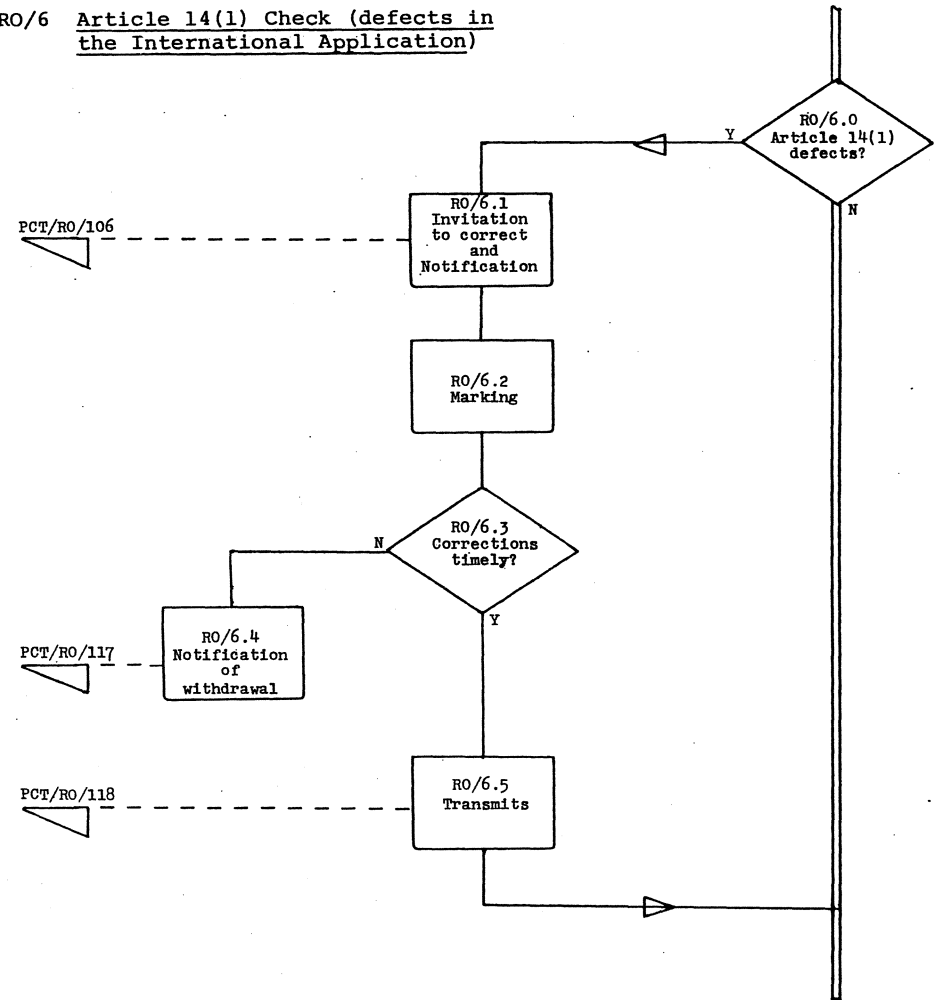 RO/6 Article 14(1) Check (defects in
the International Application)
RO/6.0
Article 14(1)
defects?
Y
N
RO/6.1
Invitation
to correct
and
Notification
PCT/RO/106
RO/6.2
Marking
RO/6.3
Corrections
timely?
N
Y
RO/6.4
Notification
of
withdrawal
PCT/RO/117
RO/6.5
Transmits
PCT/RO/118